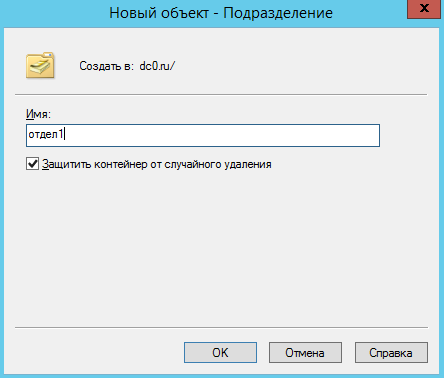 Новый объект - Подразделение
x
Создать в: dc0.ru/
Имя:
отдел1
Защитить контейнер от случайного удаления
OK
Отмена
Справка